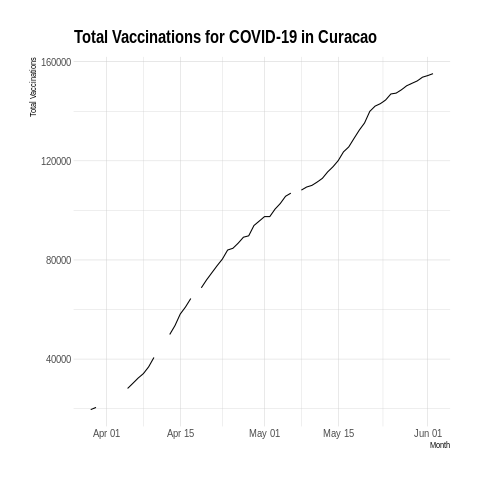 Total Vaccinations for COVID-19 in Curacao
Total Vaccinations
160000
120000
80000
40000
Apr 01 Apr 15 May 01 May 15 Jun 01
Month